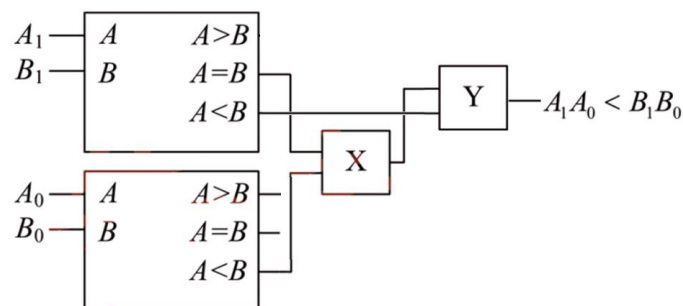 A₁ A A>B
B₁ B A=B
A<B
Y A₁A₀ < B₁B₀
X
A₀ A A>B
B₀ B A=B
A<B